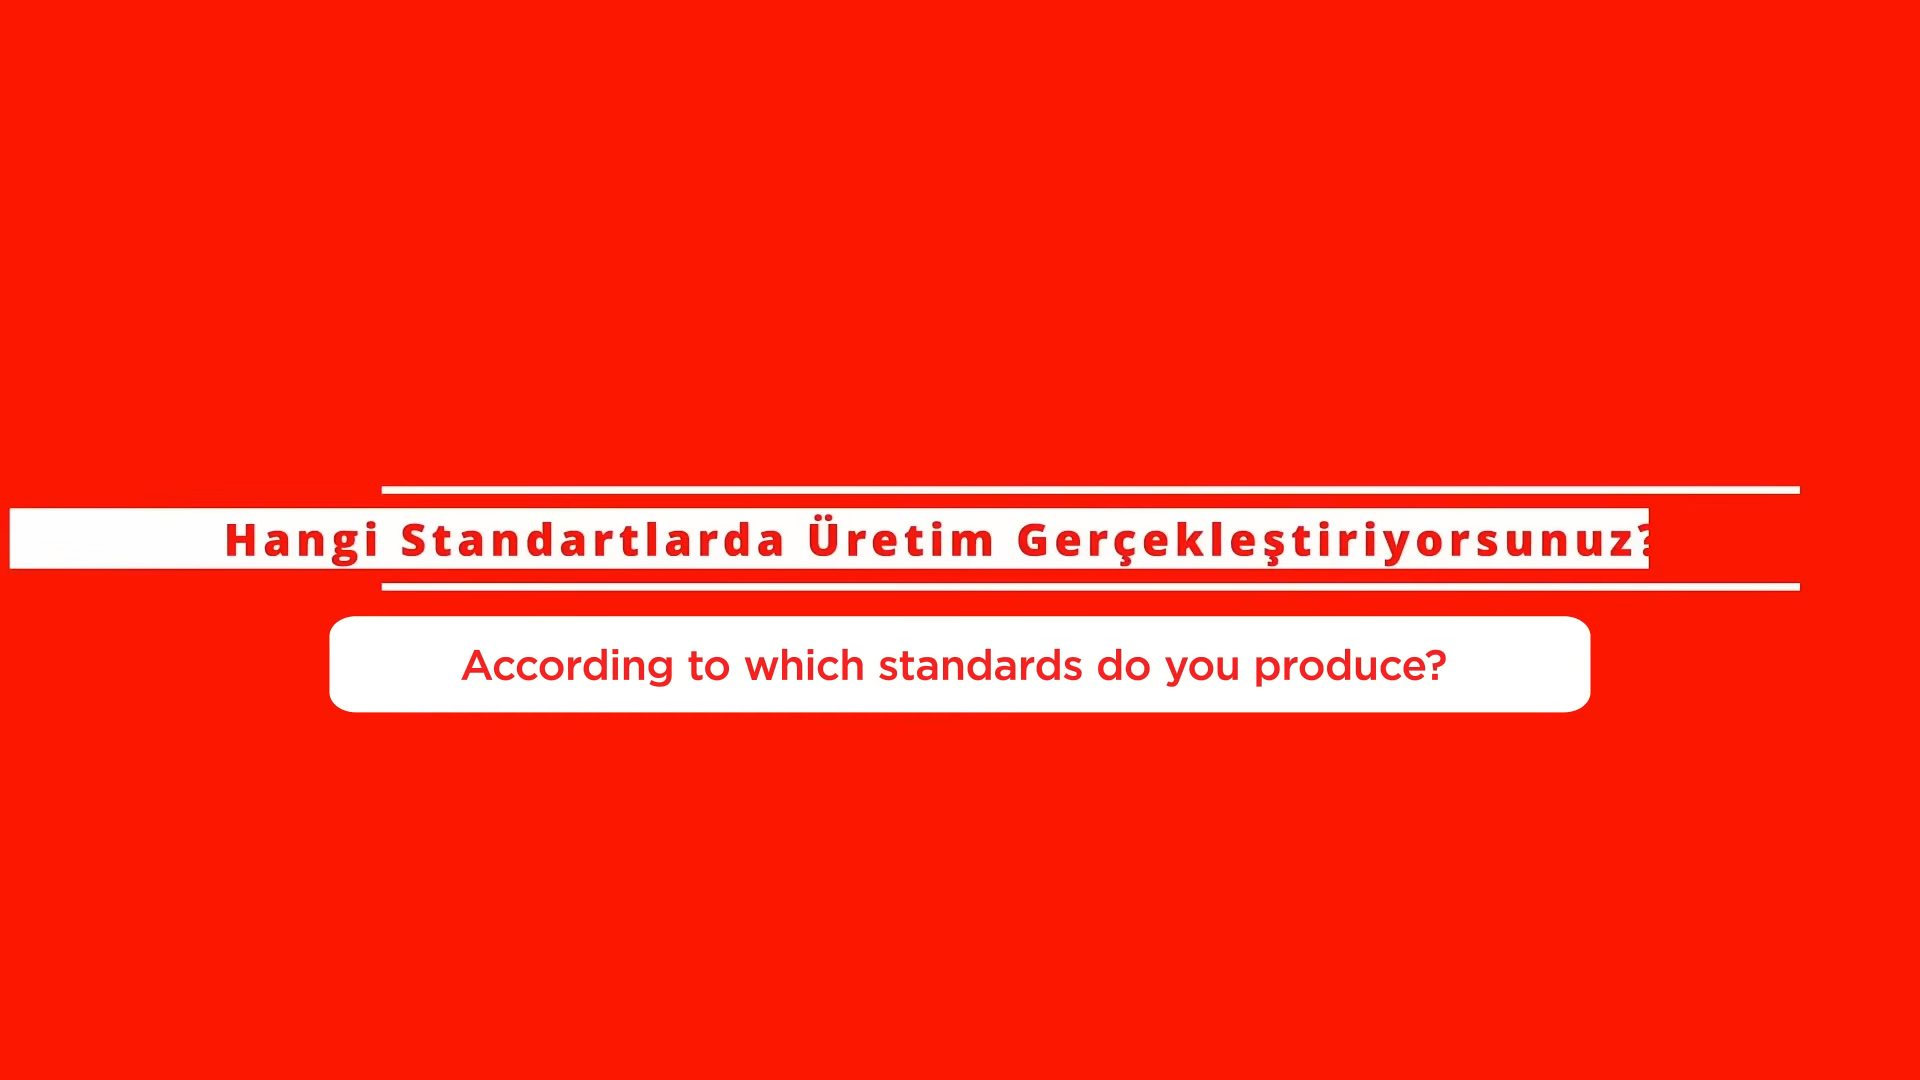 Hangi Standartlarda Üretim Gerçekleştiriyorsunuz?
According to which standards do you produce?